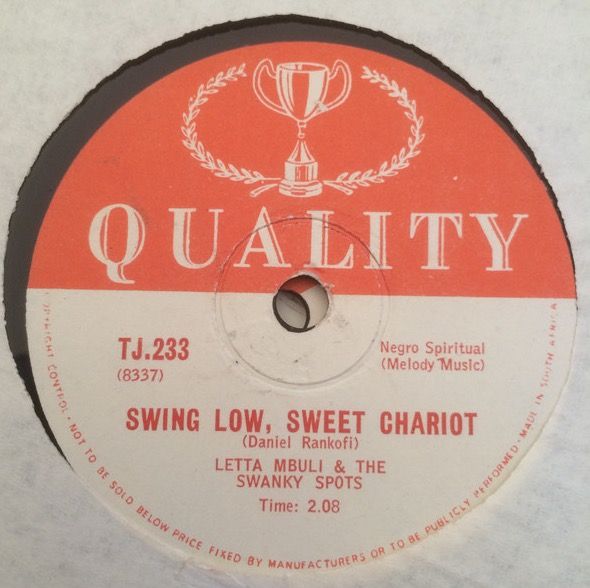 QUALITY
TJ.233
(8337)
Negro Spiritual
(Melody Music)
SWING LOW, SWEET CHARIOT
(Daniel Rankofi)
LETTA MBULI & THE
SWANKY SPOTS
Time: 2.08
COPYRIGHT CONTROL · NOT TO BE SOLD BELOW PRICE FIXED BY MANUFACTURERS OR TO BE PUBLICLY PERFORMED · MADE IN SOUTH AFRICA